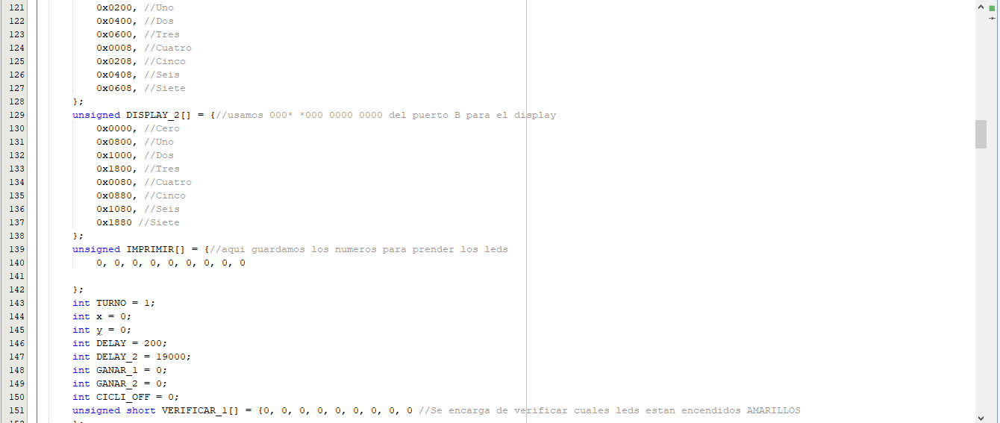 121 0x0200, //Uno
122 0x0400, //Dos
123 0x0600, //Tres
124 0x0008, //Cuatro
125 0x0208, //Cinco
126 0x0408, //Seis
127 0x0608, //Siete
128 };
129 unsigned DISPLAY_2[] = {//usamos 000* *000 0000 0000 del puerto B para el display
130 0x0000, //Cero
131 0x0800, //Uno
132 0x1000, //Dos
133 0x1800, //Tres
134 0x0080, //Cuatro
135 0x0880, //Cinco
136 0x1080, //Seis
137 0x1880 //Siete
138 };
139 unsigned IMPRIMIR[] = {//aqui guardamos los numeros para prender los leds
140 0, 0, 0, 0, 0, 0, 0, 0, 0
141
142 };
143 int TURNO = 1;
144 int x = 0;
145 int y = 0;
146 int DELAY = 200;
147 int DELAY_2 = 19000;
148 int GANAR_1 = 0;
149 int GANAR_2 = 0;
150 int CICLI_OFF = 0;
151 unsigned short VERIFICAR_1[] = {0, 0, 0, 0, 0, 0, 0, 0, 0 //Se encarga de verificar cuales leds estan encendidos AMARILLOS